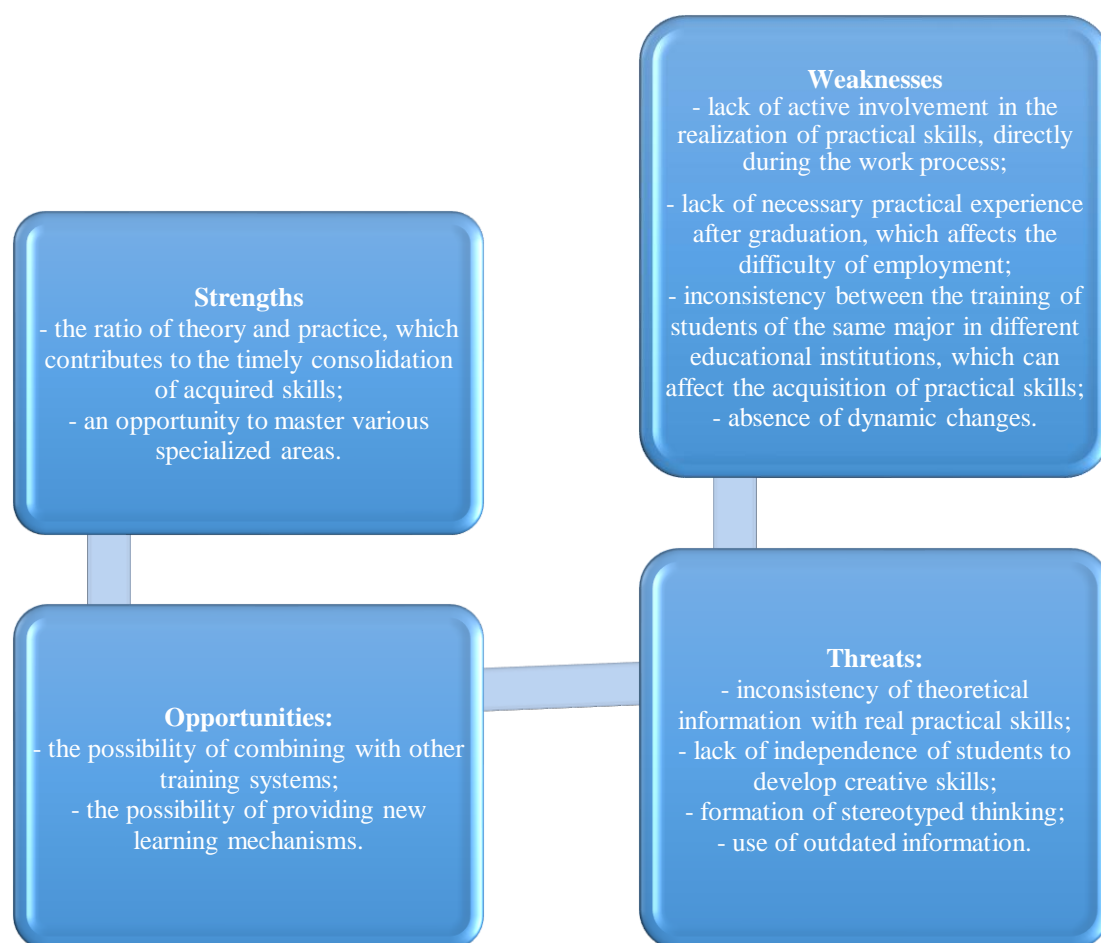 Strengths
- the ratio of theory and practice, which
contributes to the timely consolidation
of acquired skills;
- an opportunity to master various
specialized areas.
Weaknesses
- lack of active involvement in the
realization of practical skills, directly
during the work process;
- lack of necessary practical experience
after graduation, which affects the
difficulty of employment;
- inconsistency between the training of
students of the same major in different
educational institutions, which can
affect the acquisition of practical skills;
- absence of dynamic changes.
Opportunities:
- the possibility of combining with other
training systems;
- the possibility of providing new
learning mechanisms.
Threats:
- inconsistency of theoretical
information with real practical skills;
- lack of independence of students to
develop creative skills;
- formation of stereotyped thinking;
- use of outdated information.